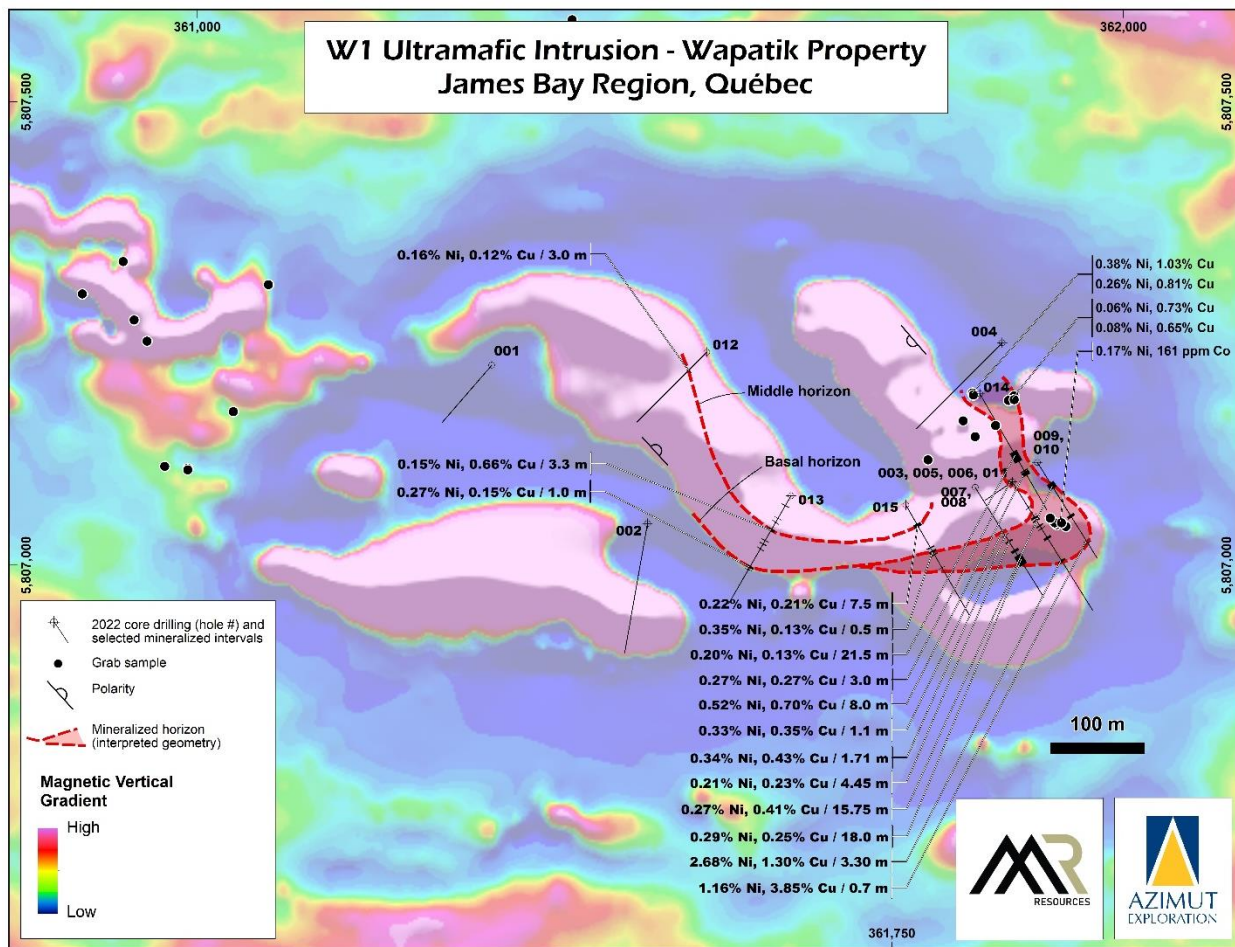 361,000
362,000
W1 Ultramafic Intrusion - Wapatik Property
James Bay Region, Québec
5,807,500
5,807,500
0.16% Ni, 0.12% Cu / 3.0 m
0.38% Ni, 1.03% Cu
0.26% Ni, 0.81% Cu
0.06% Ni, 0.73% Cu
0.08% Ni, 0.65% Cu
0.17% Ni, 161 ppm Co
001
012
004
014
Middle horizon
009,
010
0.15% Ni, 0.66% Cu / 3.3 m
Basal horizon
003, 005, 006, 01
007,
008
0.27% Ni, 0.15% Cu / 1.0 m
013
015
002
5,807,000
5,807,000
2022 core drilling (hole #) and
selected mineralized intervals
Grab sample
Polarity
Mineralized horizon
(interpreted geometry)
Magnetic Vertical
Gradient
High
Low
0.22% Ni, 0.21% Cu / 7.5 m
0.35% Ni, 0.13% Cu / 0.5 m
0.20% Ni, 0.13% Cu / 21.5 m
0.27% Ni, 0.27% Cu / 3.0 m
0.52% Ni, 0.70% Cu / 8.0 m
0.33% Ni, 0.35% Cu / 1.1 m
0.34% Ni, 0.43% Cu / 1.71 m
0.21% Ni, 0.23% Cu / 4.45 m
0.27% Ni, 0.41% Cu / 15.75 m
0.29% Ni, 0.25% Cu / 18.0 m
2.68% Ni, 1.30% Cu / 3.30 m
1.16% Ni, 3.85% Cu / 0.7 m
100 m
RESOURCES
AZIMUT
EXPLORATION
361,750